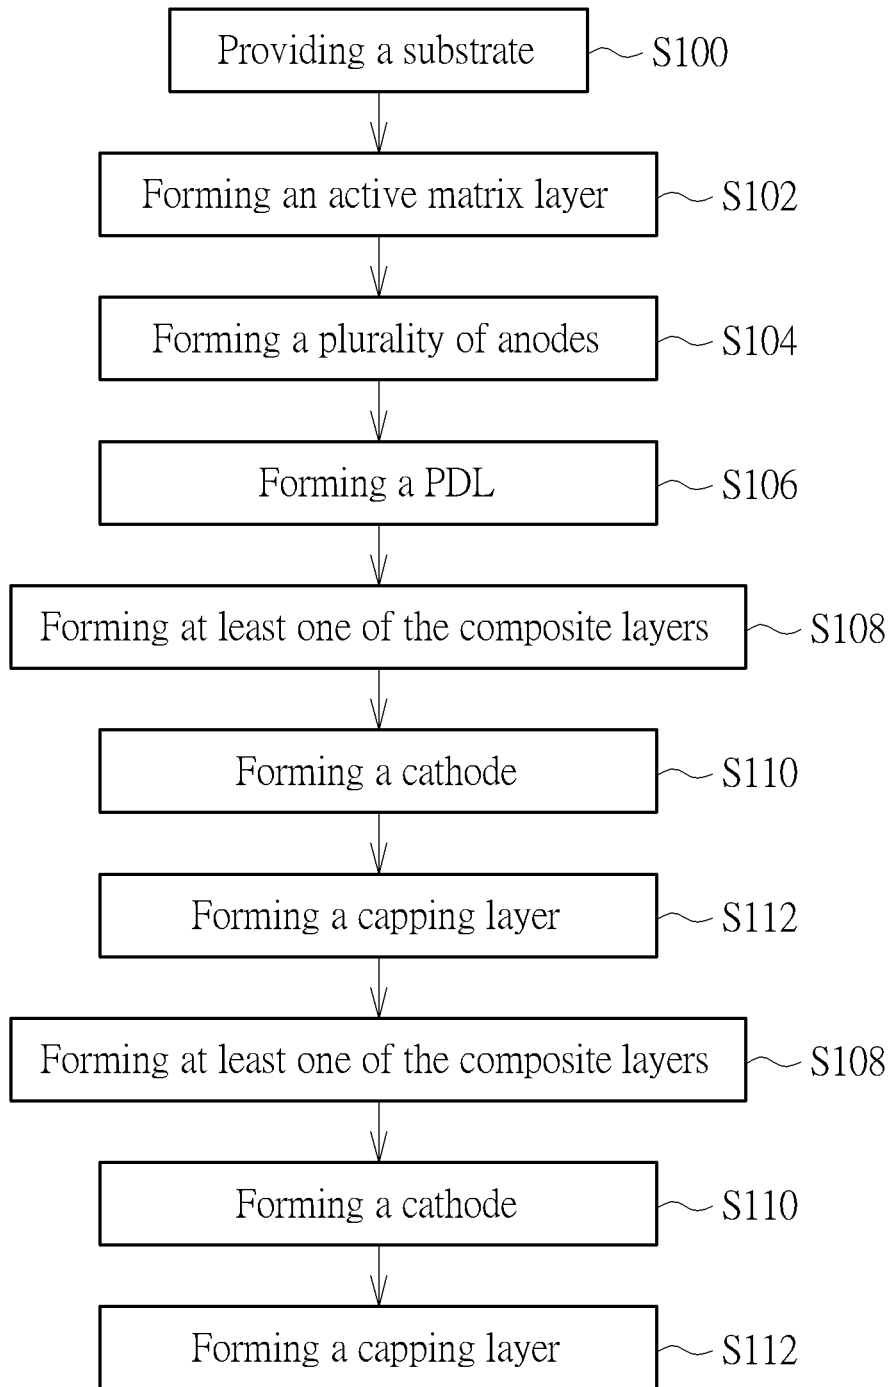 Providing a substrate S100
Forming an active matrix layer S102
Forming a plurality of anodes S104
Forming a PDL S106
Forming at least one of the composite layers S108
Forming a cathode S110
Forming a capping layer S112
Forming at least one of the composite layers S108
Forming a cathode S110
Forming a capping layer S112